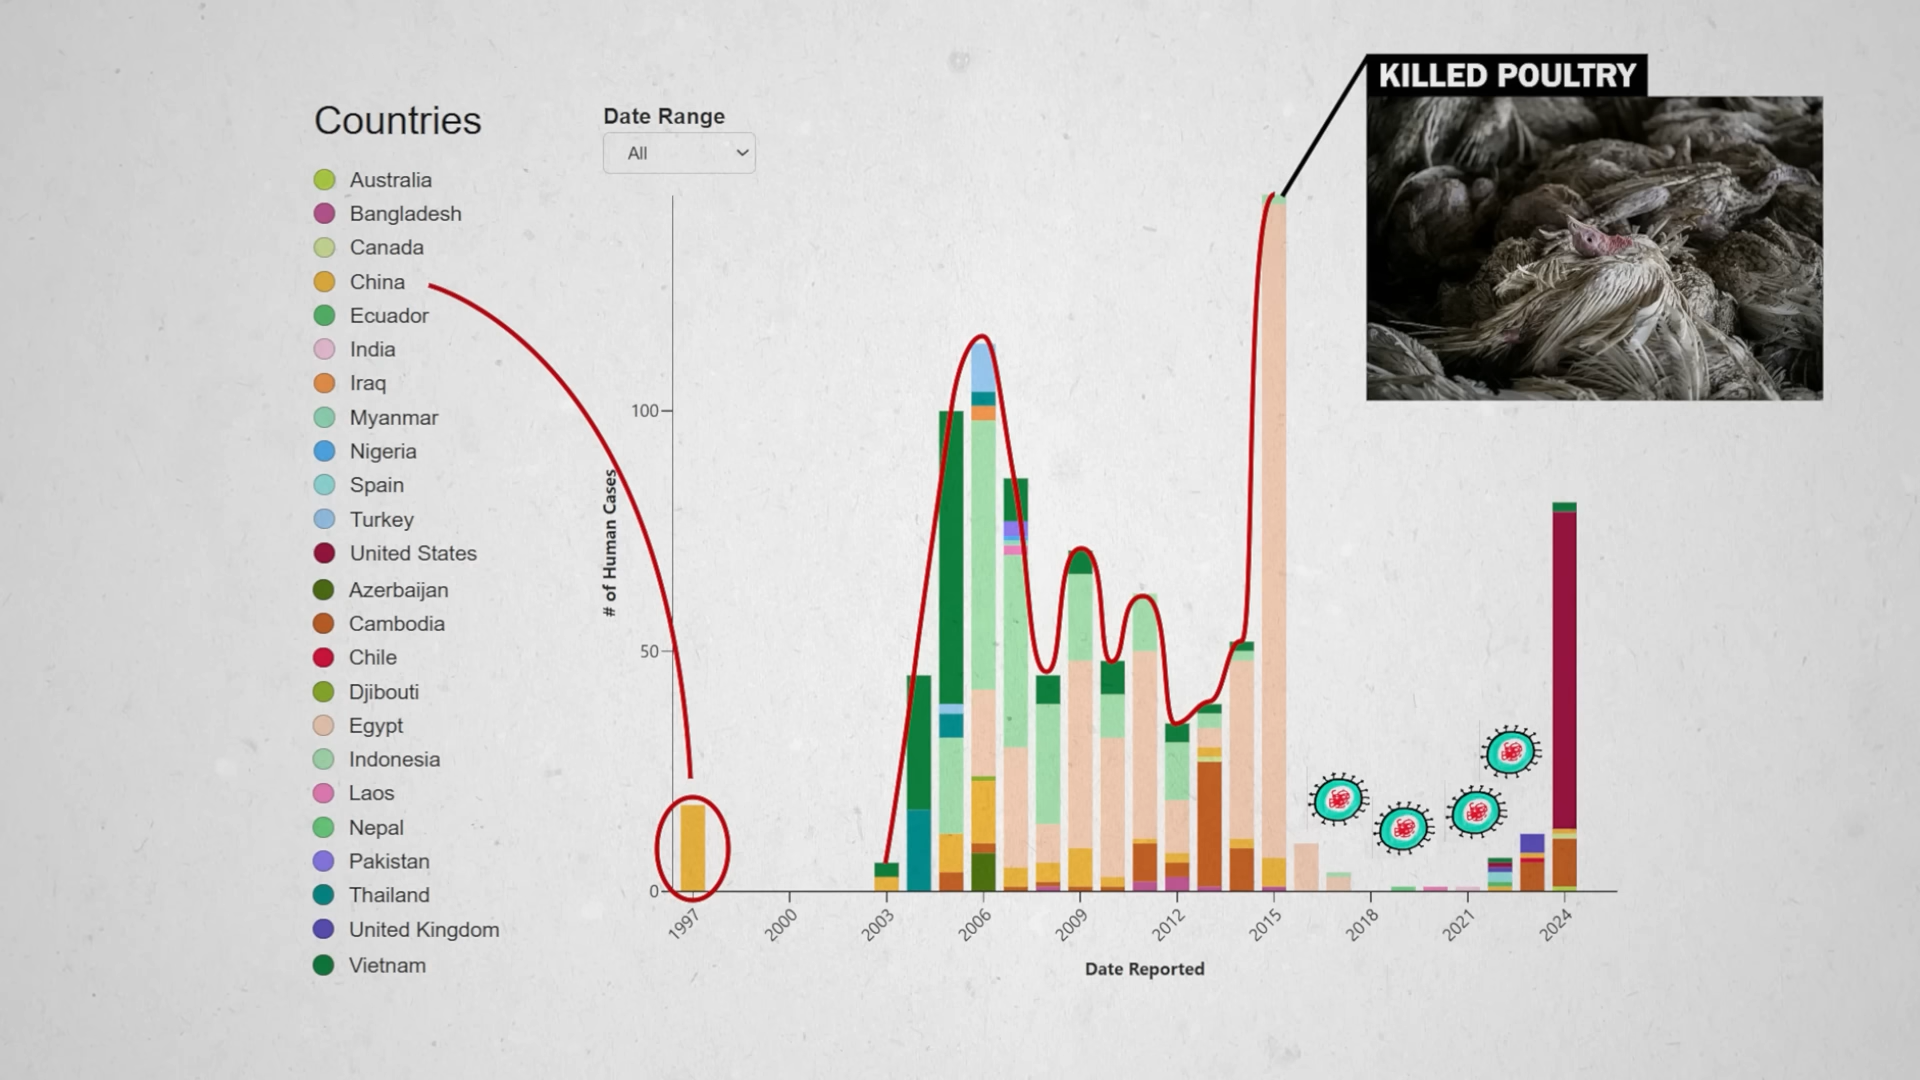 KILLED POULTRY
Countries
Date Range
All
Australia
Bangladesh
Canada
China
Ecuador
India
Iraq
Myanmar
Nigeria
Spain
Turkey
United States
Azerbaijan
Cambodia
Chile
Djibouti
Egypt
Indonesia
Laos
Nepal
Pakistan
Thailand
United Kingdom
Vietnam
# of Human Cases
100
50
0
1997
2000
2003
2006
2009
2012
2015
2018
2021
2024
Date Reported